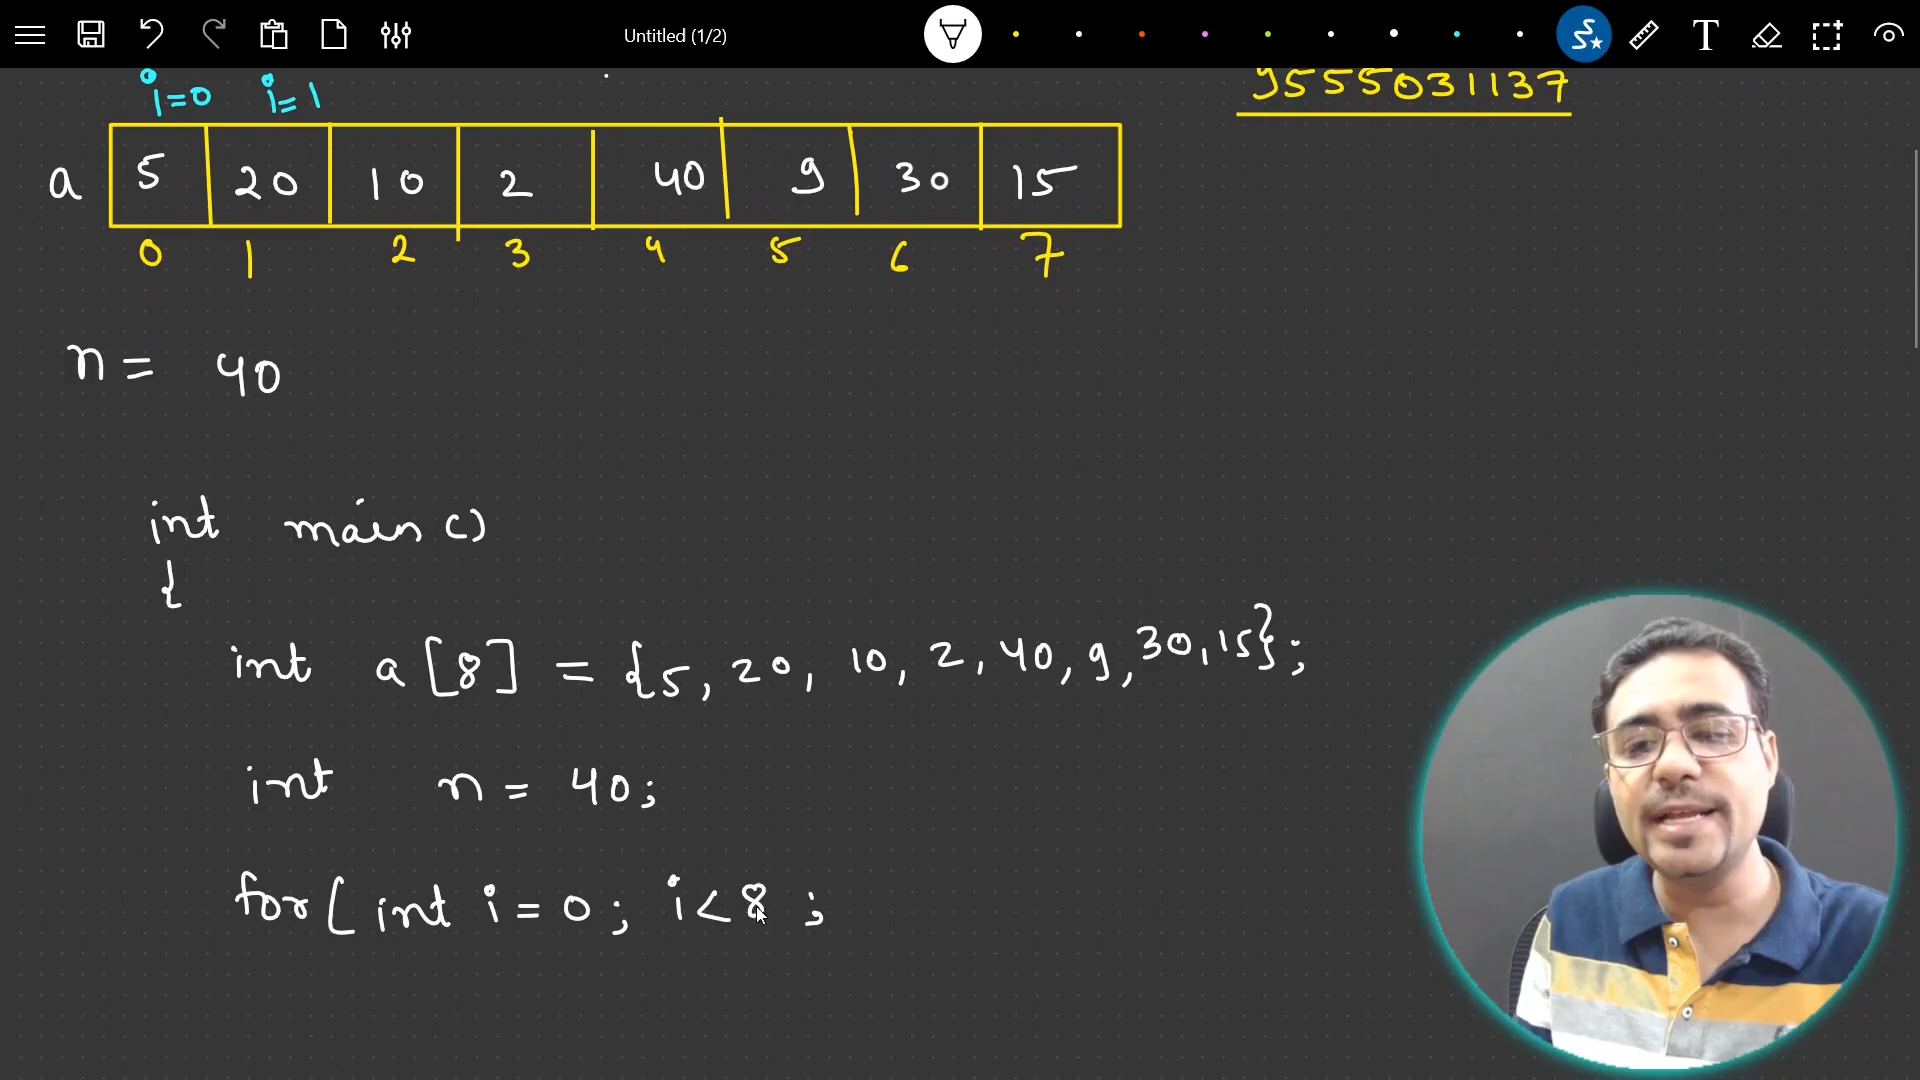 Untitled (1/2)
9555031137
i=0 i=1
a 5 20 10 2 40 9 30 15
0 1 2 3 4 5 6 7
n = 40
int main()
{
int a[8] = {5, 20, 10, 2, 40, 9, 30, 15};
int n = 40;
for( int i = 0; i < 8 ;